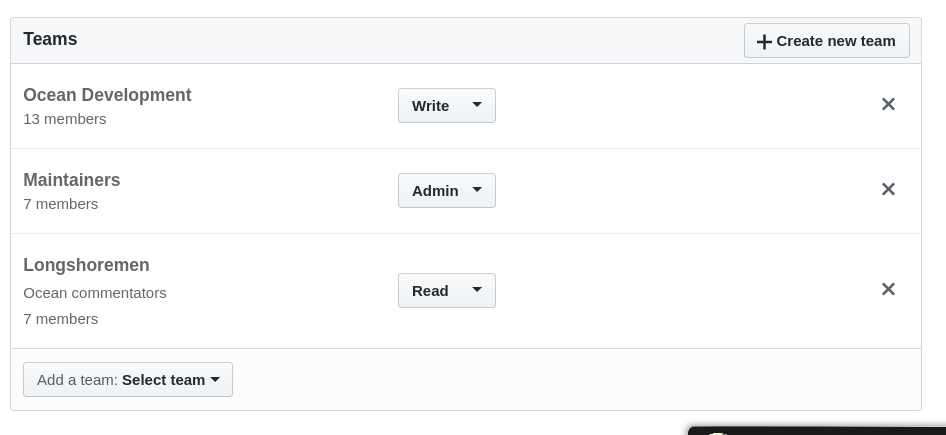 Teams
Create new team
Ocean Development
13 members
Write
Maintainers
7 members
Admin
Longshoremen
Ocean commentators
7 members
Read
Add a team: Select team